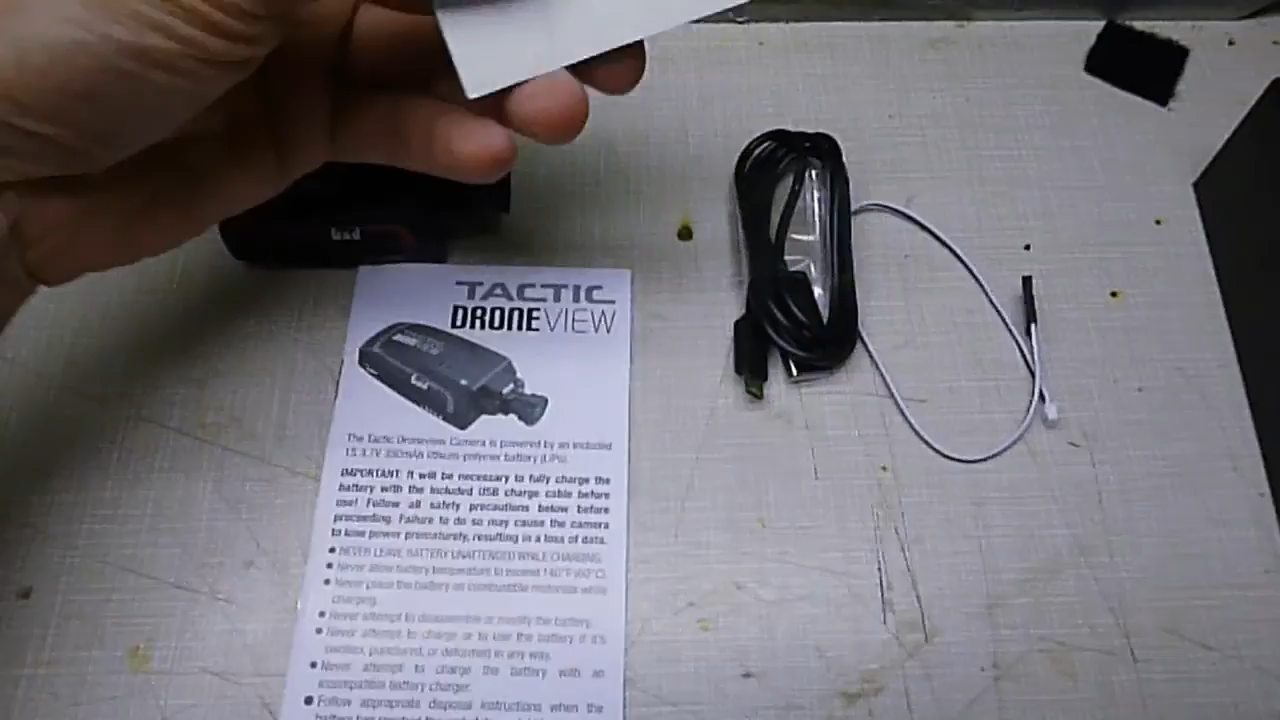 TACTIC
DRONEVIEW
DRONEVIEW
The Tactic Droneview Camera is powered by an included
1S 3.7V lithium-polymer battery (LiPo).
IMPORTANT: It will be necessary to fully charge the
battery with the included USB charge cable before
use! Follow all safety precautions below before
proceeding. Failure to do so may cause the camera
to lose power prematurely, resulting in a loss of data.
● NEVER LEAVE BATTERY UNATTENDED WHILE CHARGING.
● Never allow battery temperature to exceed 140°F (60°C).
● Never place the battery on combustible materials while
charging.
● Never attempt to disassemble or modify the battery.
● Never attempt to charge or to use the battery if it's
swollen, punctured, or deformed in any way.
● Never attempt to charge the battery with an
incompatible battery charger.
● Follow appropriate disposal instructions when the
battery has reached the